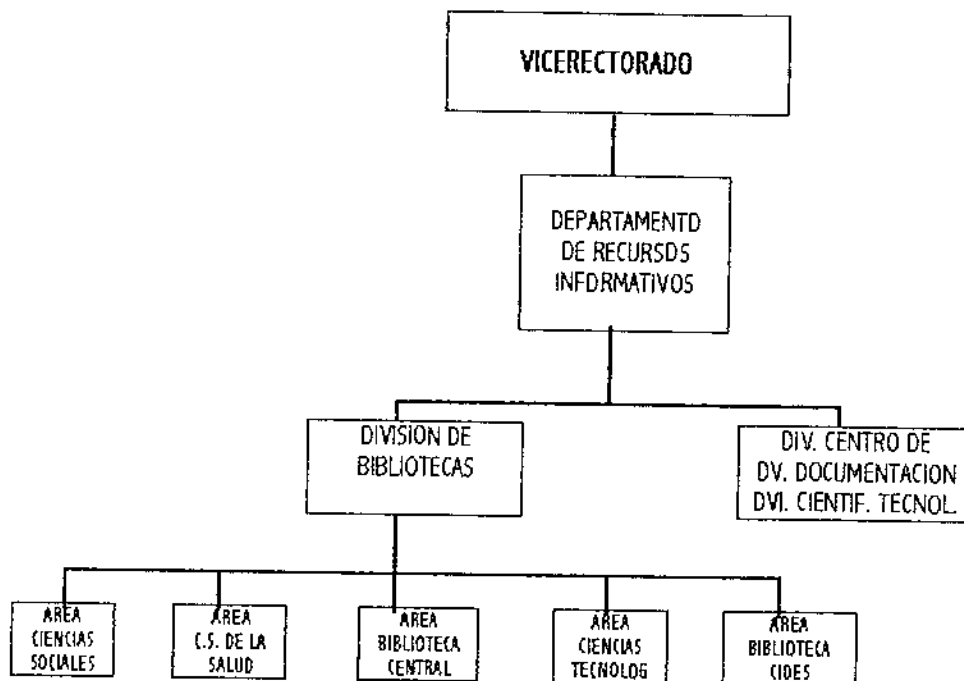 VICERECTORADO
DEPARTAMENTO
DE RECURSOS
INFORMATIVOS
DIVISION DE
BIBLIOTECAS
DIV. CENTRO DE
DV. DOCUMENTACION
DVI. CIENTIF. TECNOL.
AREA
CIENCIAS
SOCIALES
AREA
C.S. DE LA
SALUD
AREA
BIBLIOTECA
CENTRAL
AREA
CIENCIAS
TECNOLOG
AREA
BIBLIOTECA
CIDES